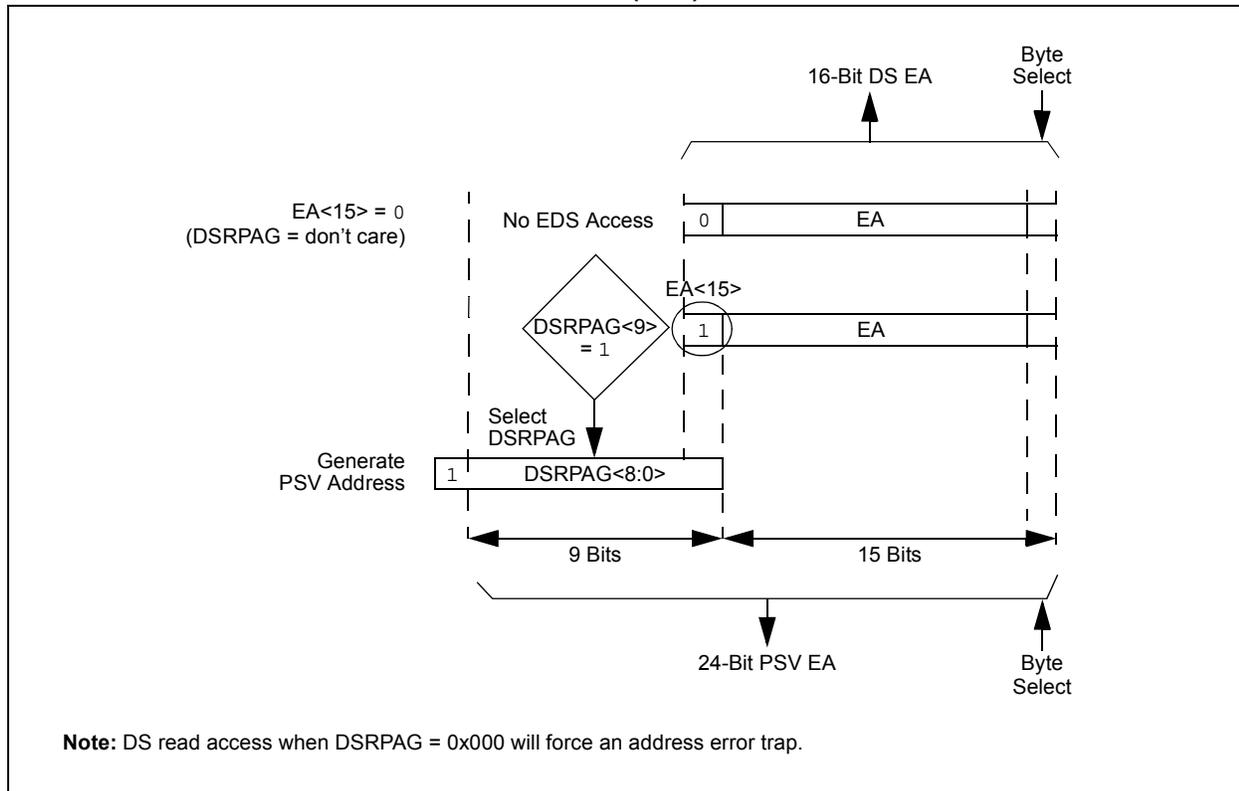 16-Bit DS EA
Byte
Select
EA<15> = 0
(DSRPAG = don't care)
No EDS Access
0
EA
EA<15>
DSRPAG<9>
= 1
1
EA
Select
DSRPAG
Generate
PSV Address
1
DSRPAG<8:0>
9 Bits
15 Bits
24-Bit PSV EA
Byte
Select
Note: DS read access when DSRPAG = 0x000 will force an address error trap.